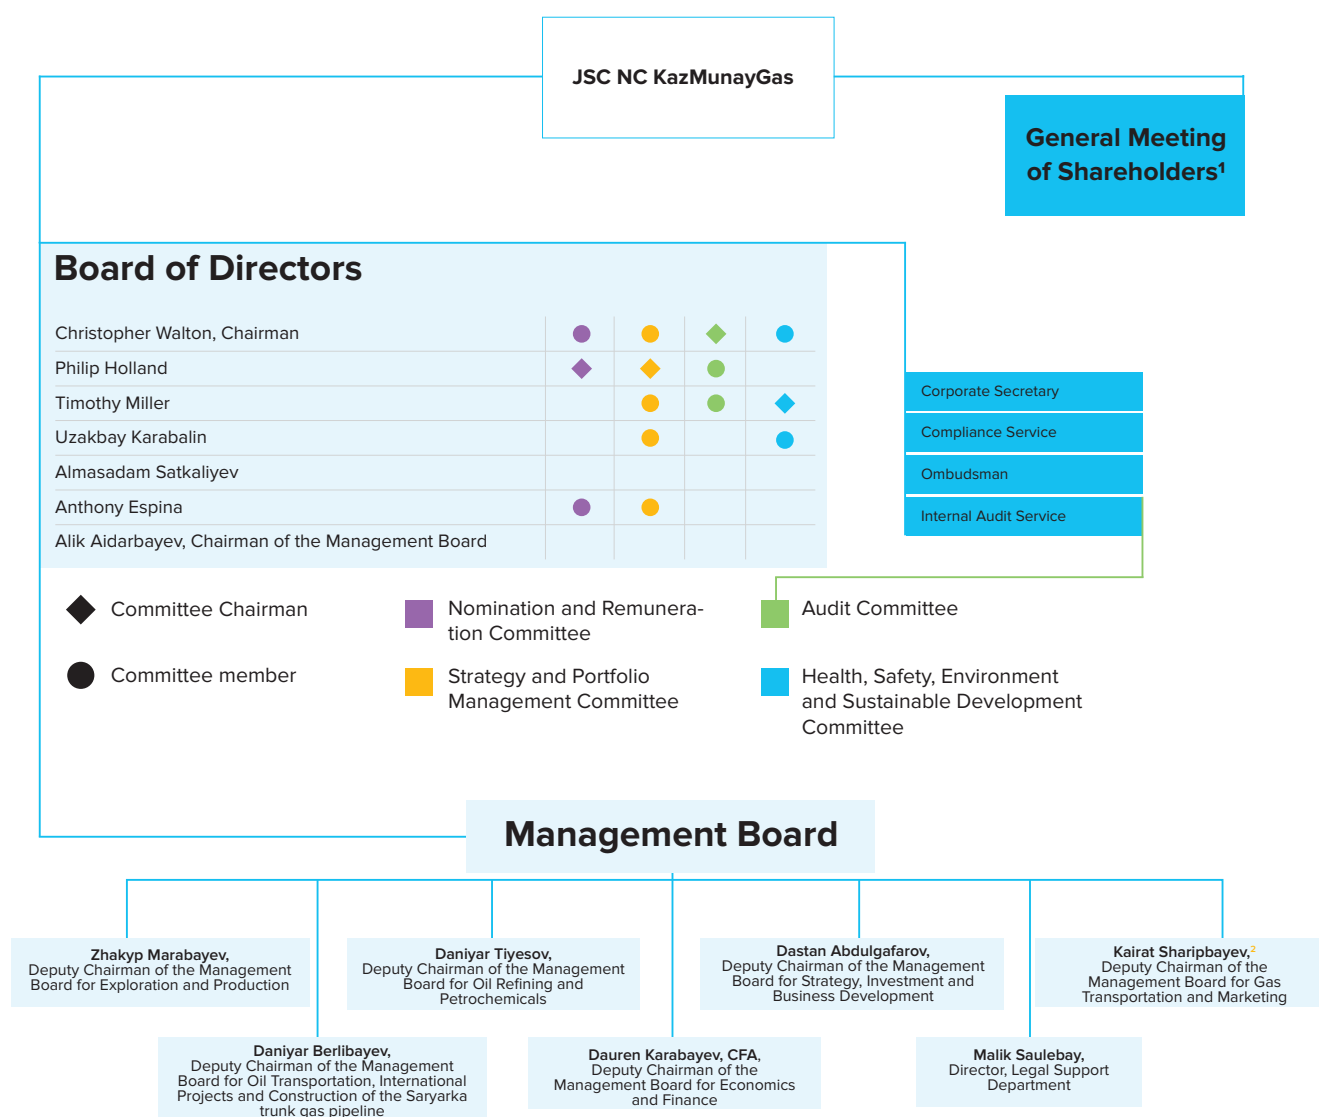 JSC NC KazMunayGas
General Meeting
of Shareholders¹
Board of Directors
Christopher Walton, Chairman
Philip Holland
Timothy Miller
Uzakbay Karabalin
Almasadam Satkaliyev
Anthony Espina
Alik Aidarbayev, Chairman of the Management Board
Corporate Secretary
Compliance Service
Ombudsman
Internal Audit Service
Committee Chairman
Committee member
Nomination and Remunera-
tion Committee
Strategy and Portfolio
Management Committee
Audit Committee
Health, Safety, Environment
and Sustainable Development
Committee
Management Board
Zhakyp Marabayev,
Deputy Chairman of the Management
Board for Exploration and Production
Daniyar Tiyesov,
Deputy Chairman of the Management
Board for Oil Refining and
Petrochemicals
Dastan Abdulgafarov,
Deputy Chairman of the Management
Board for Strategy, Investment and
Business Development
Kairat Sharipbayev,²
Deputy Chairman of the
Management Board for Gas
Transportation and Marketing
Daniyar Berlibayev,
Deputy Chairman of the Management
Board for Oil Transportation, International
Projects and Construction of the Saryarka
trunk gas pipeline
Dauren Karabayev, CFA,
Deputy Chairman of the
Management Board for Economics
and Finance
Malik Saulebay,
Director, Legal Support
Department